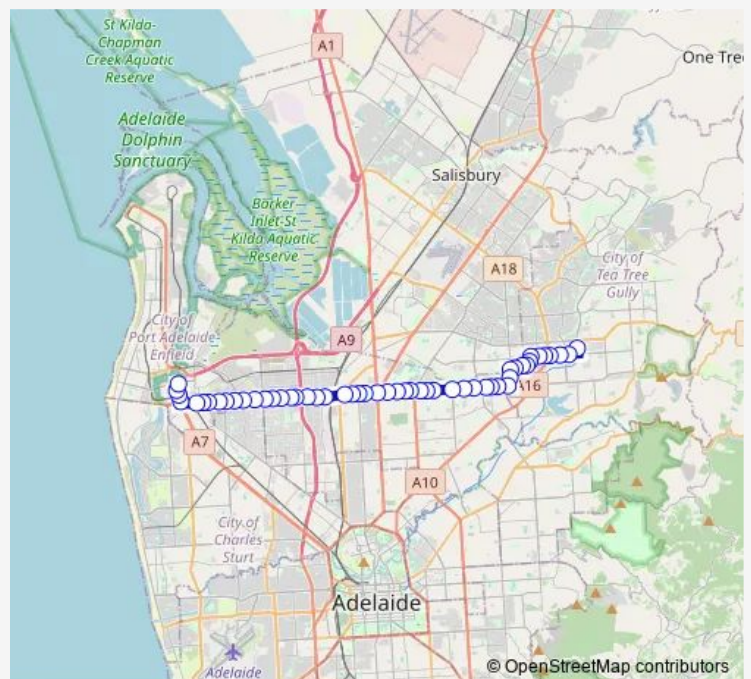 St Kilda-
Chapman
Creek Aquatic
Reserve
A1
One Tre
Adelaide
Dolphin
Sanctuary
Salisbury
Barker
Inlet-St
Kilda Aquatic
Reserve
A18
City of
Tea Tree
Gully
City of
Port Adelaide
Enfield
A9
A16
A7
A10
City of
Charles
Sturt
Adelaide
Adelaide
© OpenStreetMap contributors